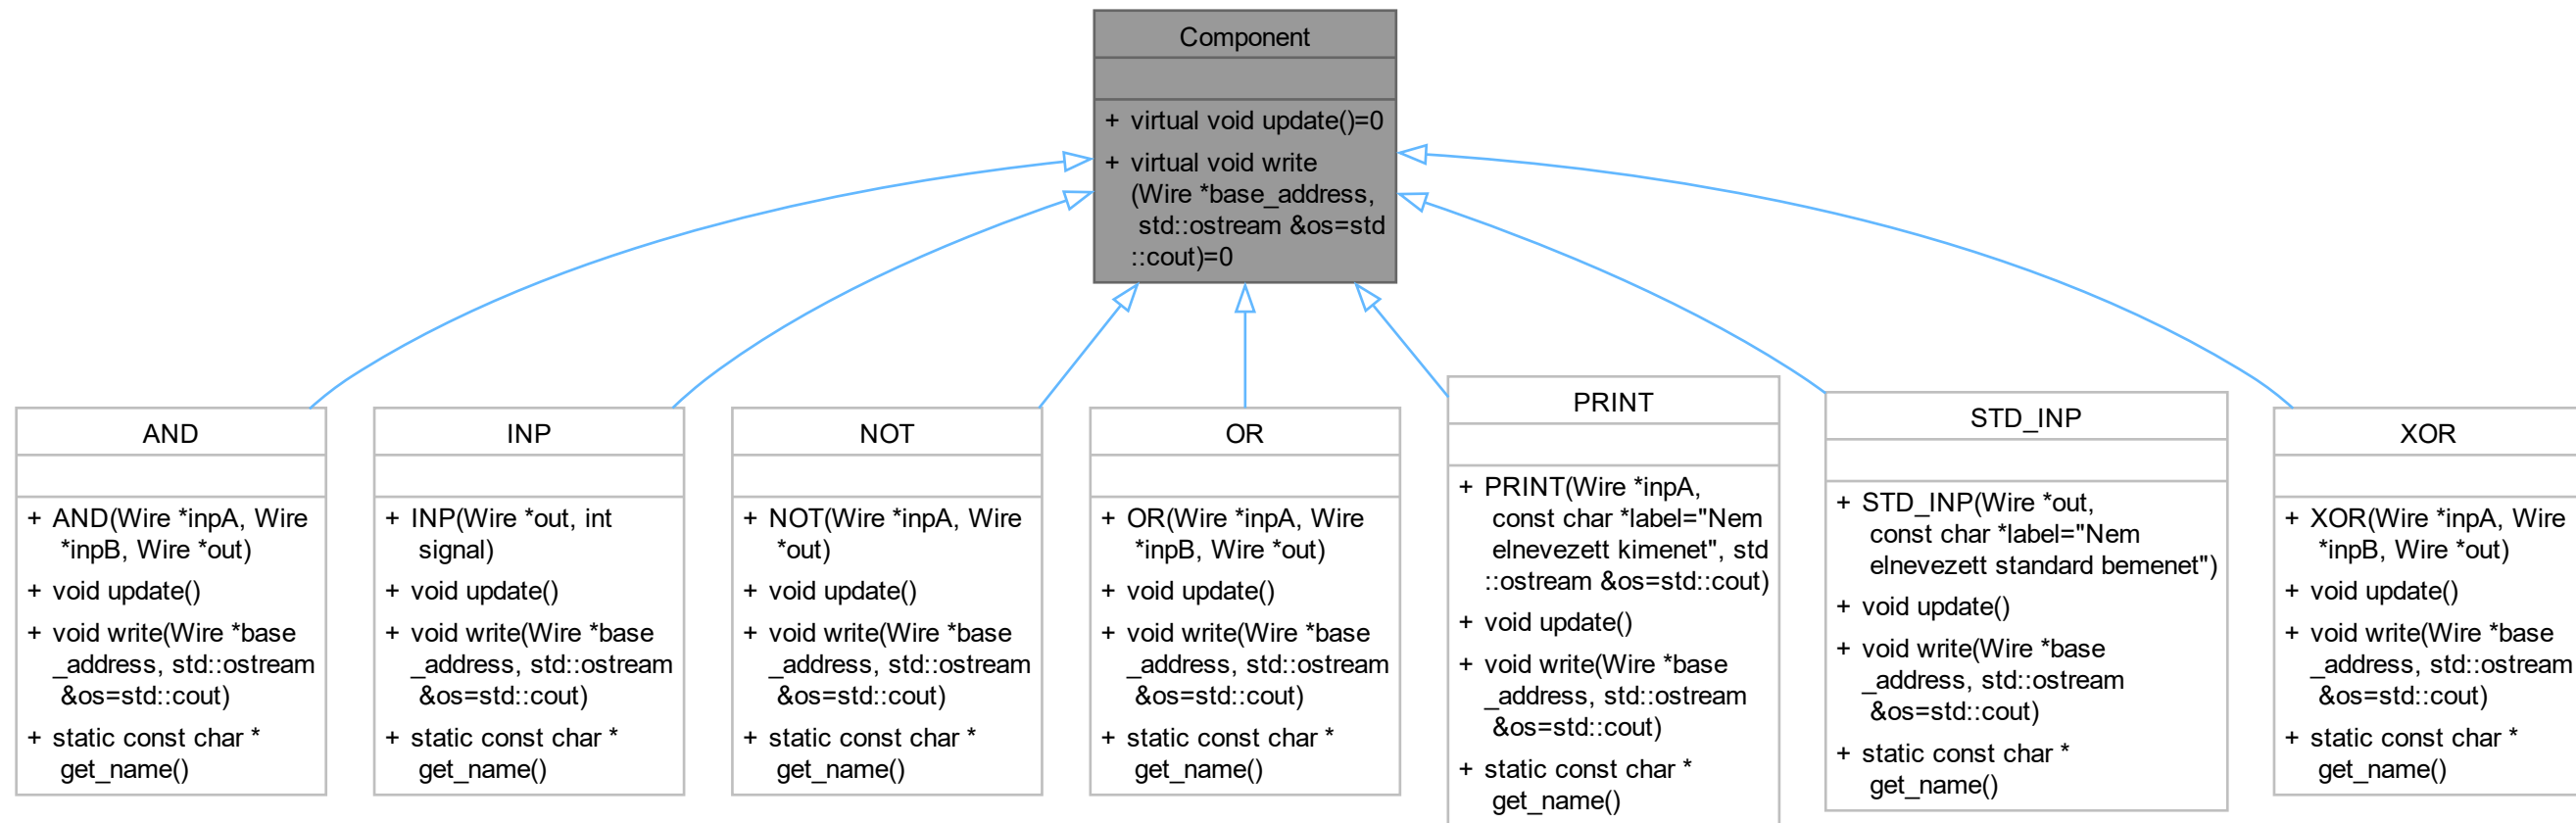 Component
+ virtual void update()=0
+ virtual void write
(Wire *base_address,
std::ostream &os=std
::cout)=0
AND
+ AND(Wire *inpA, Wire
*inpB, Wire *out)
+ void update()
+ void write(Wire *base
_address, std::ostream
&os=std::cout)
+ static const char *
get_name()
INP
+ INP(Wire *out, int
signal)
+ void update()
+ void write(Wire *base
_address, std::ostream
&os=std::cout)
+ static const char *
get_name()
NOT
+ NOT(Wire *inpA, Wire
*out)
+ void update()
+ void write(Wire *base
_address, std::ostream
&os=std::cout)
+ static const char *
get_name()
OR
+ OR(Wire *inpA, Wire
*inpB, Wire *out)
+ void update()
+ void write(Wire *base
_address, std::ostream
&os=std::cout)
+ static const char *
get_name()
PRINT
+ PRINT(Wire *inpA,
const char *label="Nem
elnevezett kimenet", std
::ostream &os=std::cout)
+ void update()
+ void write(Wire *base
_address, std::ostream
&os=std::cout)
+ static const char *
get_name()
STD_INP
+ STD_INP(Wire *out,
const char *label="Nem
elnevezett standard bemenet")
+ void update()
+ void write(Wire *base
_address, std::ostream
&os=std::cout)
+ static const char *
get_name()
XOR
+ XOR(Wire *inpA, Wire
*inpB, Wire *out)
+ void update()
+ void write(Wire *base
_address, std::ostream
&os=std::cout)
+ static const char *
get_name()